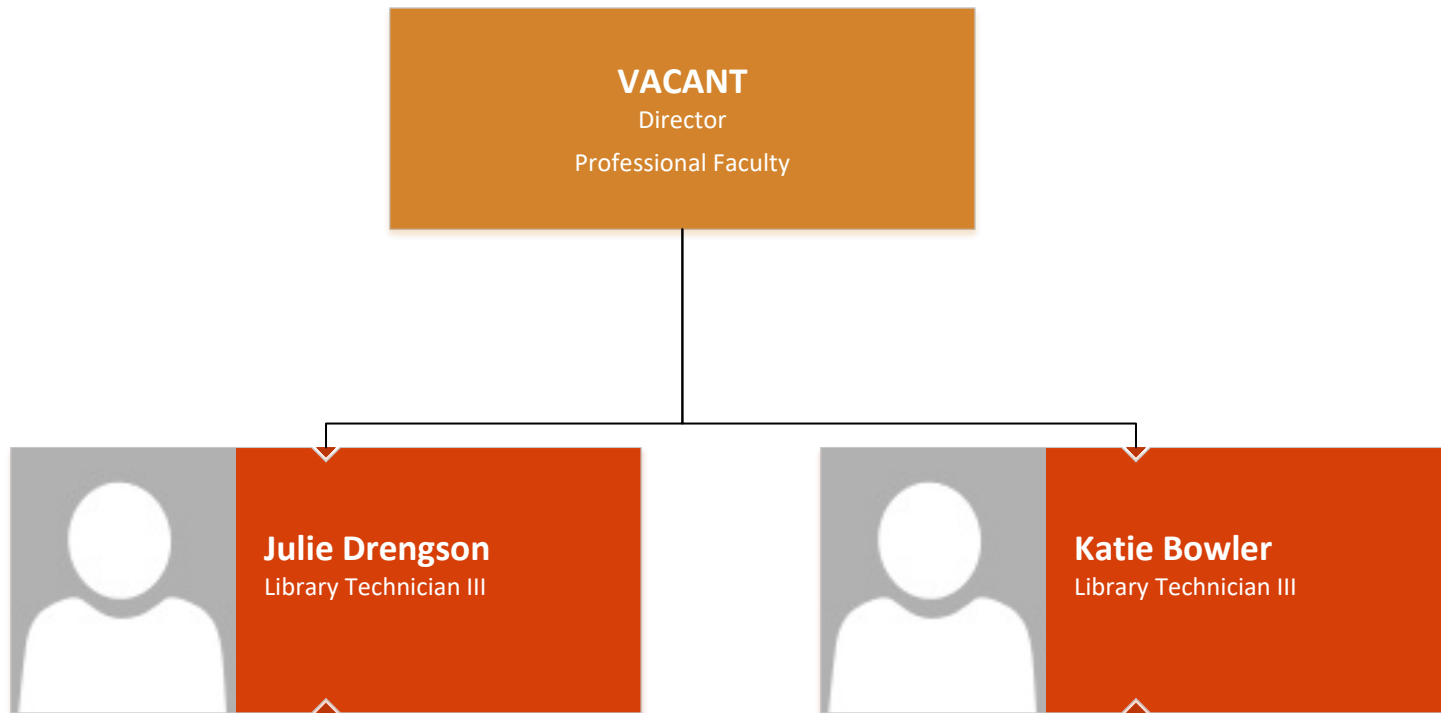 VACANT
Director
Professional Faculty
Julie Drengson
Library Technician III
Katie Bowler
Library Technician III